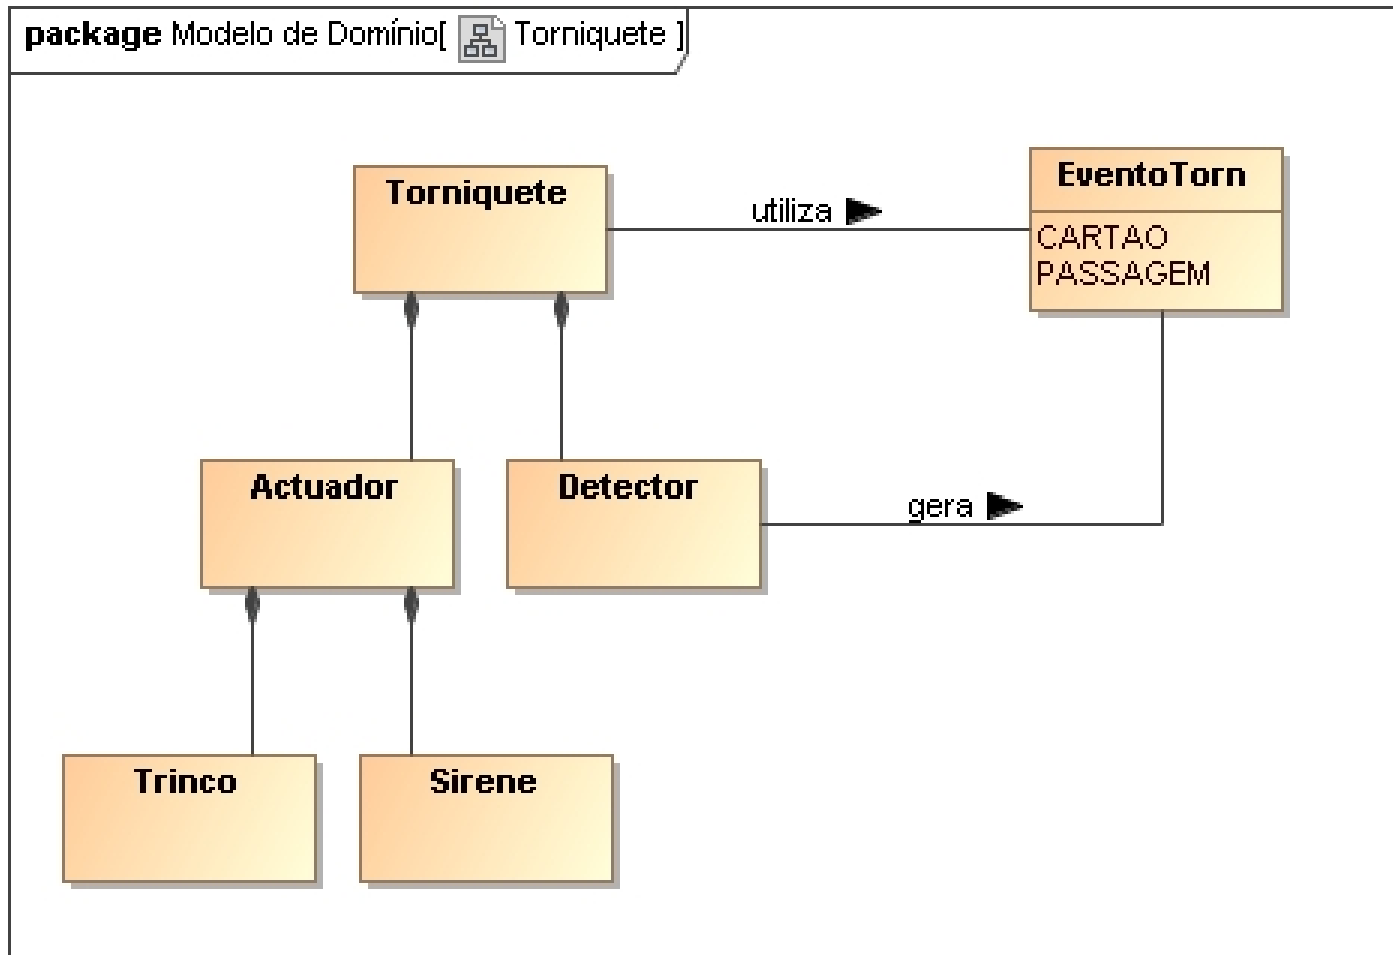 package Modelo de Domínio[ Torniquete ]
Torniquete
utiliza
EventoTorn
CARTAO
PASSAGEM
Actuador
Detector
gera
Trinco
Sirene